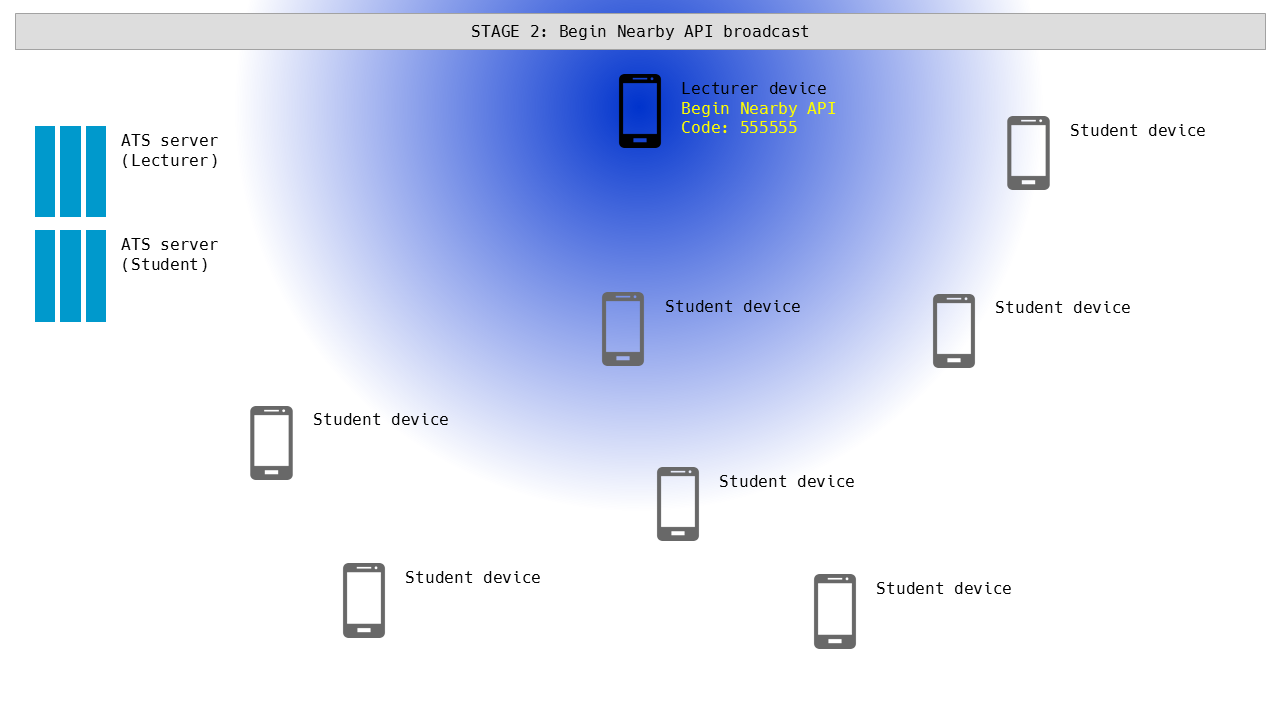 STAGE 2: Begin Nearby API broadcast
Lecturer device
Begin Nearby API
Code: 555555
Student device
ATS server
(Lecturer)
ATS server
(Student)
Student device
Student device
Student device
Student device
Student device
Student device